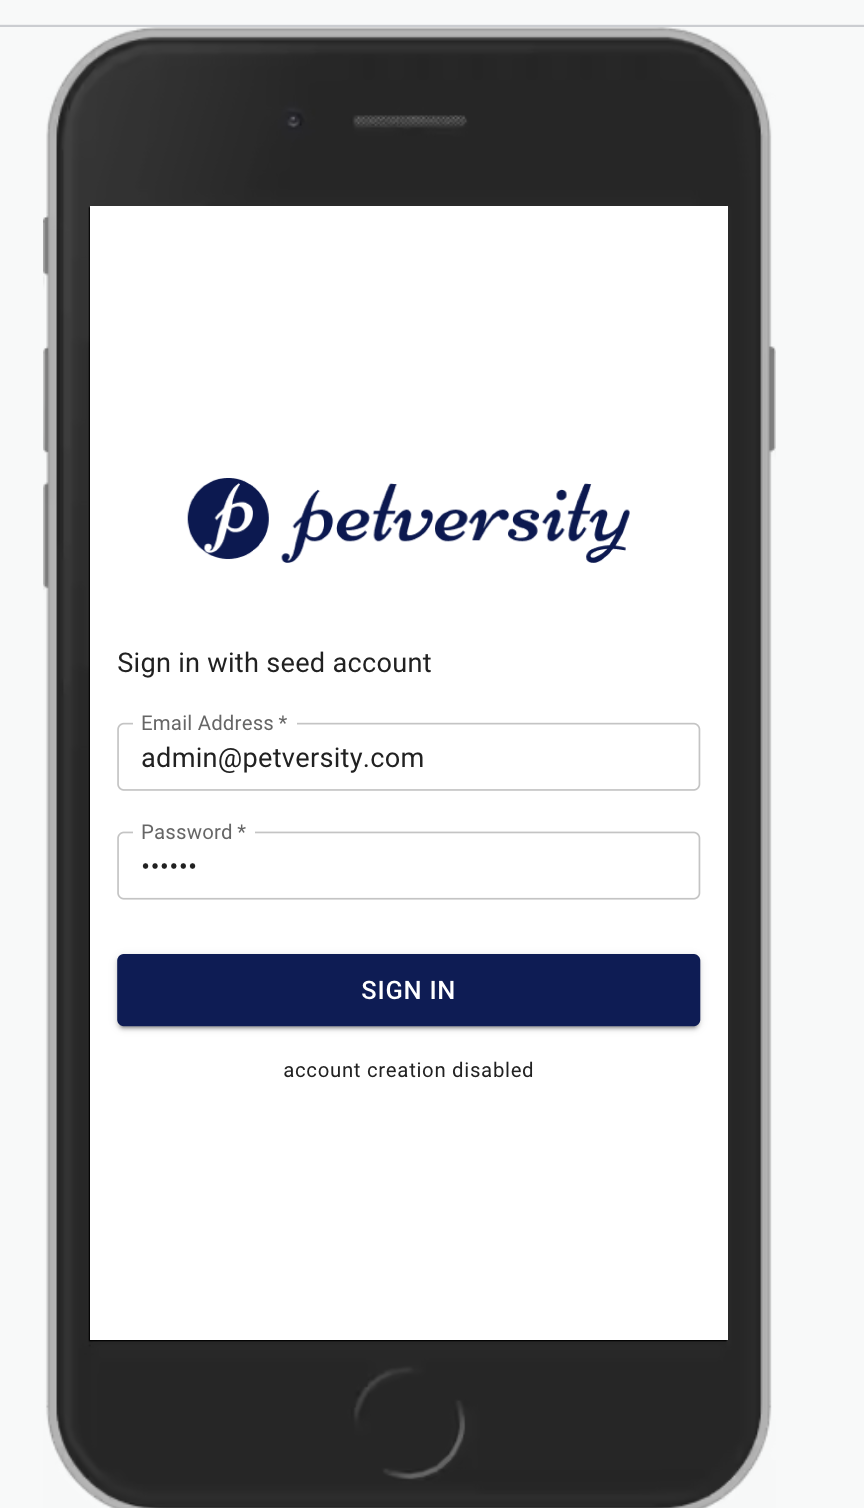 p petversity
Sign in with seed account
Email Address *
admin@petversity.com
Password *
••••••
SIGN IN
account creation disabled